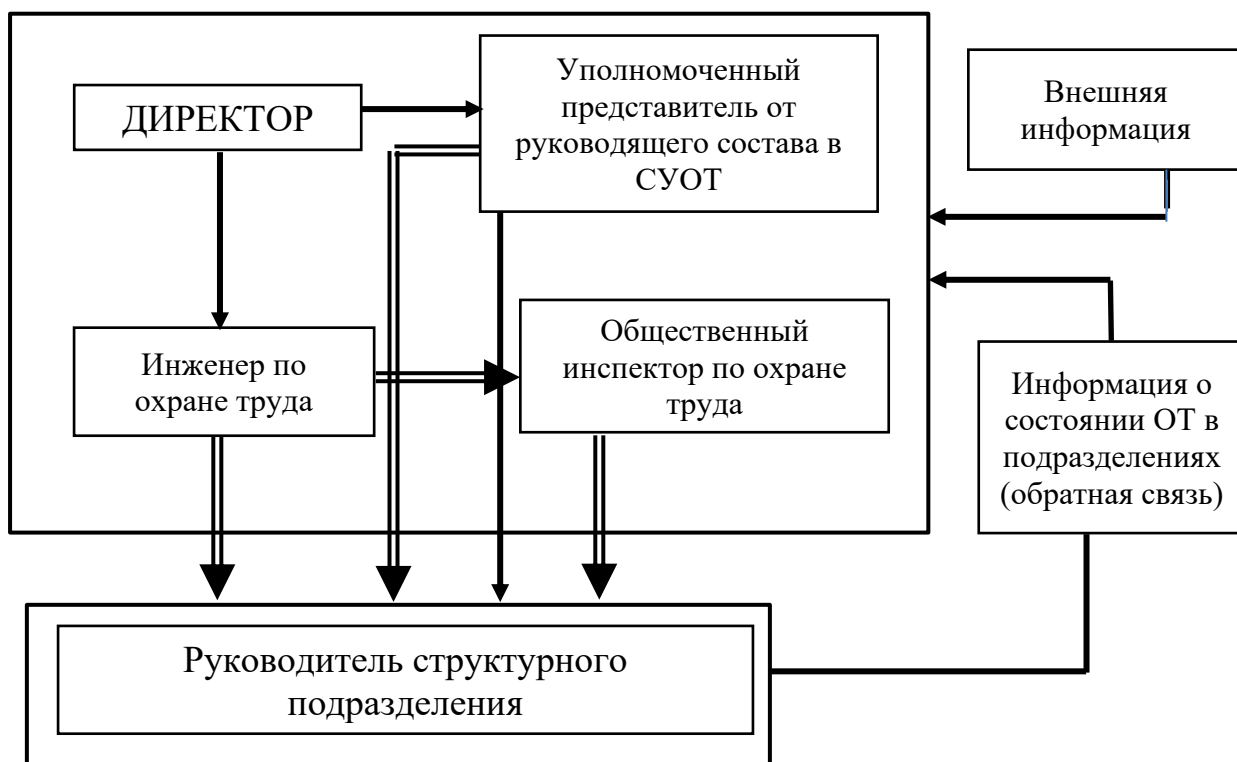 ДИРЕКТОР
Уполномоченный
представитель от
руководящего состава в
СУОТ
Внешняя
информация
Инженер по
охране труда
Общественный
инспектор по охране
труда
Информация о
состоянии ОТ в
подразделениях
(обратная связь)
Руководитель структурного
подразделения